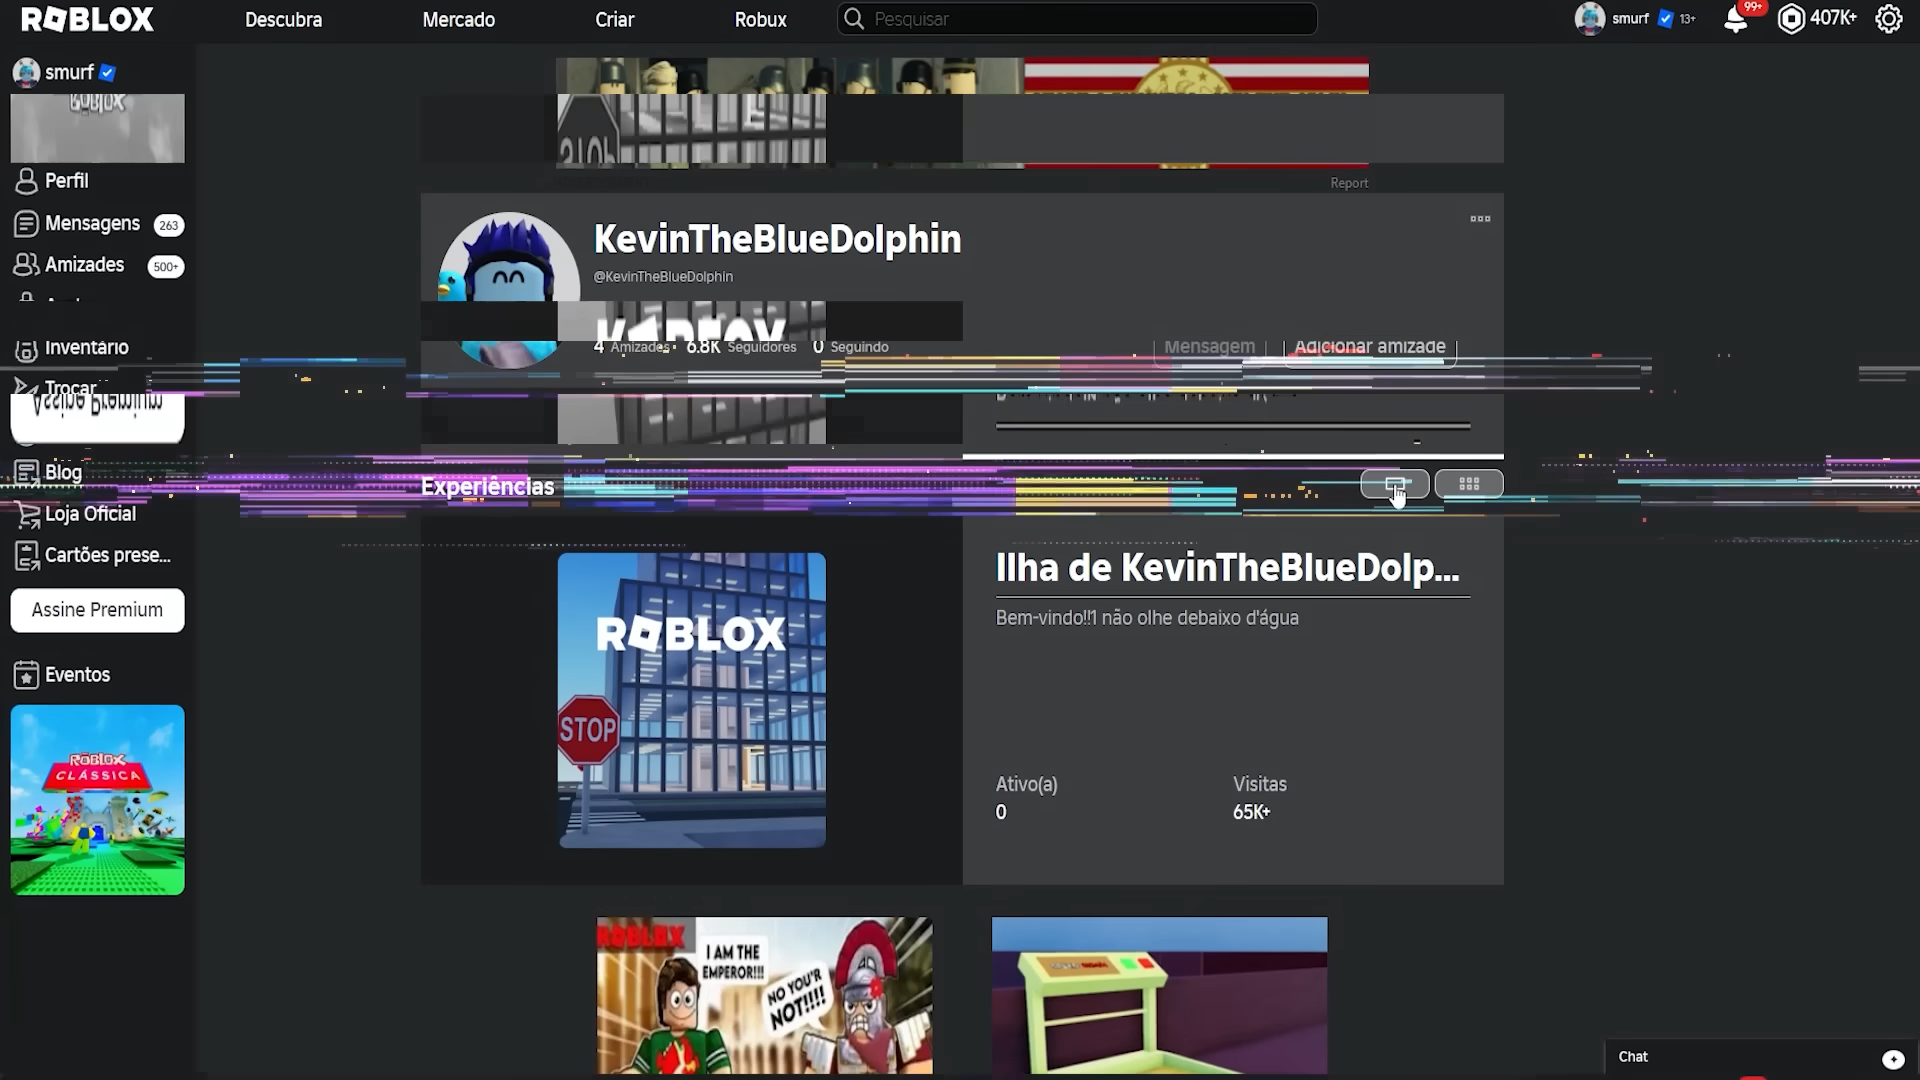 ROBLOX
Descubra
Mercado
Criar
Robux
Pesquisar
smurf
13+
99+
407K+
smurf
Perfil
Mensagens
263
Amizades
500+
Inventário
Trocar
Assine Premium
Blog
Loja Oficial
Cartões prese...
Assine Premium
Eventos
ROBLOX
CLÁSSICA
Report
KevinTheBlueDolphin
@KevinTheBlueDolphin
4 Amizades 6.8K Seguidores 0 Seguindo
Mensagem
Adicionar amizade
Experiências
ROBLOX
STOP
Ilha de KevinTheBlueDolp...
Bem-vindo!!1 não olhe debaixo d'água
Ativo(a)
0
Visitas
65K+
ROBLOX
I AM THE
EMPEROR!!!
NO YOU'R
NOT!!!!
Chat